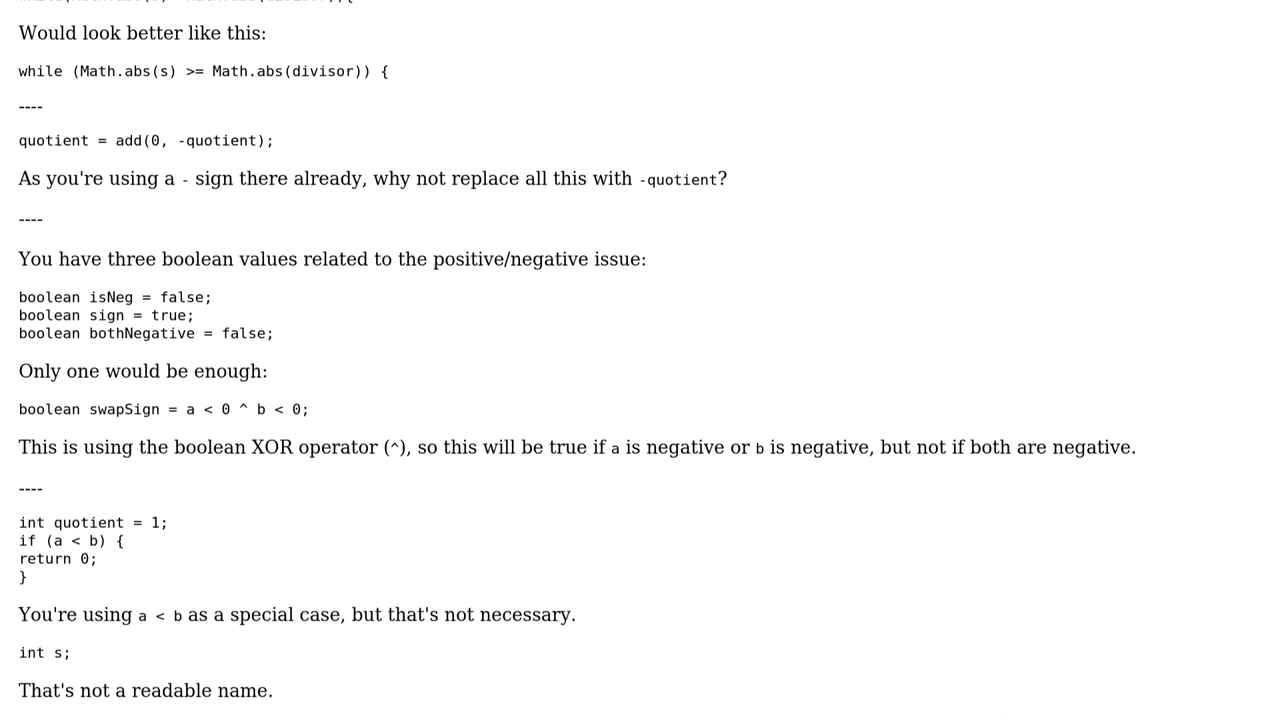 Would look better like this:
while (Math.abs(s) >= Math.abs(divisor)) {
----
quotient = add(0, -quotient);
As you're using a - sign there already, why not replace all this with -quotient?
----
You have three boolean values related to the positive/negative issue:
boolean isNeg = false;
boolean sign = true;
boolean bothNegative = false;
Only one would be enough:
boolean swapSign = a < 0 ^ b < 0;
This is using the boolean XOR operator (^), so this will be true if a is negative or b is negative, but not if both are negative.
----
int quotient = 1;
if (a < b) {
return 0;
}
You're using a < b as a special case, but that's not necessary.
int s;
That's not a readable name.